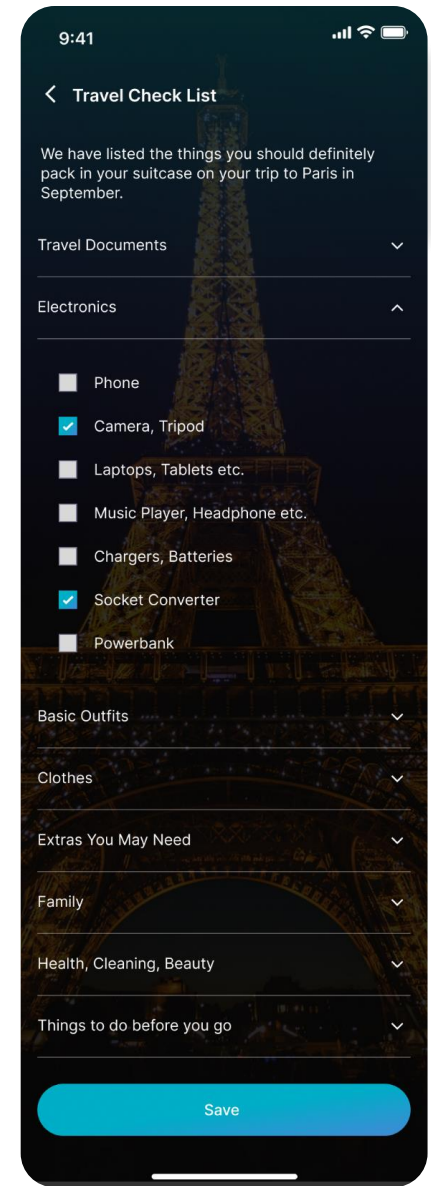 9:41
Travel Check List
We have listed the things you should definitely
pack in your suitcase on your trip to Paris in
September.
Travel Documents
Electronics
Phone
Camera, Tripod
Laptops, Tablets etc.
Music Player, Headphone etc.
Chargers, Batteries
Socket Converter
Powerbank
Basic Outfits
Clothes
Extras You May Need
Family
Health, Cleaning, Beauty
Things to do before you go
Save